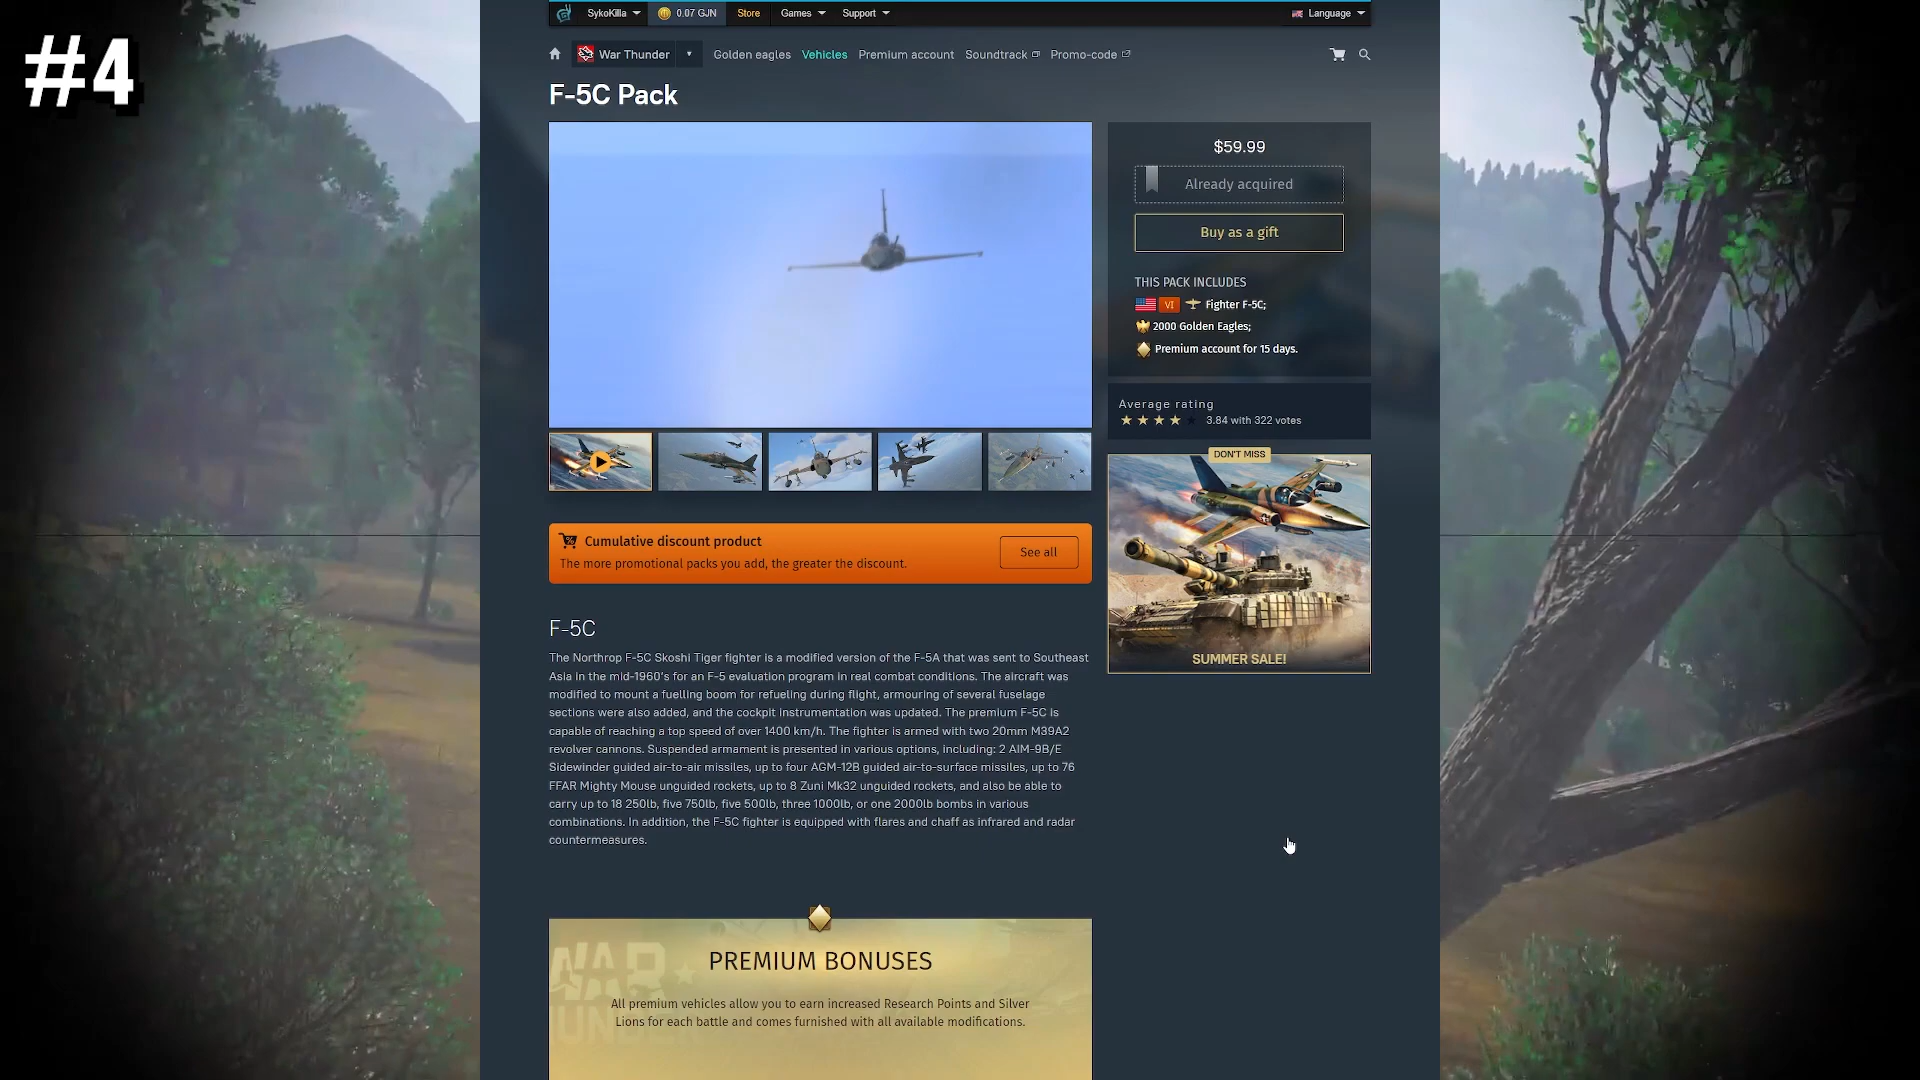 #4
SykoKilla
0.07 GJN
Store
Games
Support
Language
War Thunder
Golden eagles
Vehicles
Premium account
Soundtrack
Promo-code
F-5C Pack
$59.99
Already acquired
Buy as a gift
THIS PACK INCLUDES
VI Fighter F-5C;
2000 Golden Eagles;
Premium account for 15 days.
Average rating
3.84 with 322 votes
DON'T MISS
SUMMER SALE!
Cumulative discount product
The more promotional packs you add, the greater the discount.
See all
F-5C
The Northrop F-5C Skoshi Tiger fighter is a modified version of the F-5A that was sent to Southeast
Asia in the mid-1960's for an F-5 evaluation program in real combat conditions. The aircraft was
modified to mount a fuelling boom for refueling during flight, armouring of several fuselage
sections were also added, and the cockpit instrumentation was updated. The premium F-5C is
capable of reaching a top speed of over 1400 km/h. The fighter is armed with two 20mm M39A2
revolver cannons. Suspended armament is presented in various options, including: 2 AIM-9B/E
Sidewinder guided air-to-air missiles, up to four AGM-12B guided air-to-surface missiles, up to 76
FFAR Mighty Mouse unguided rockets, up to 8 Zuni Mk32 unguided rockets, and also be able to
carry up to 18 250lb, five 750lb, five 500lb, three 1000lb, or one 2000lb bombs in various
combinations. In addition, the F-5C fighter is equipped with flares and chaff as infrared and radar
countermeasures.
WAR
THUNDER
PREMIUM BONUSES
All premium vehicles allow you to earn increased Research Points and Silver
Lions for each battle and comes furnished with all available modifications.